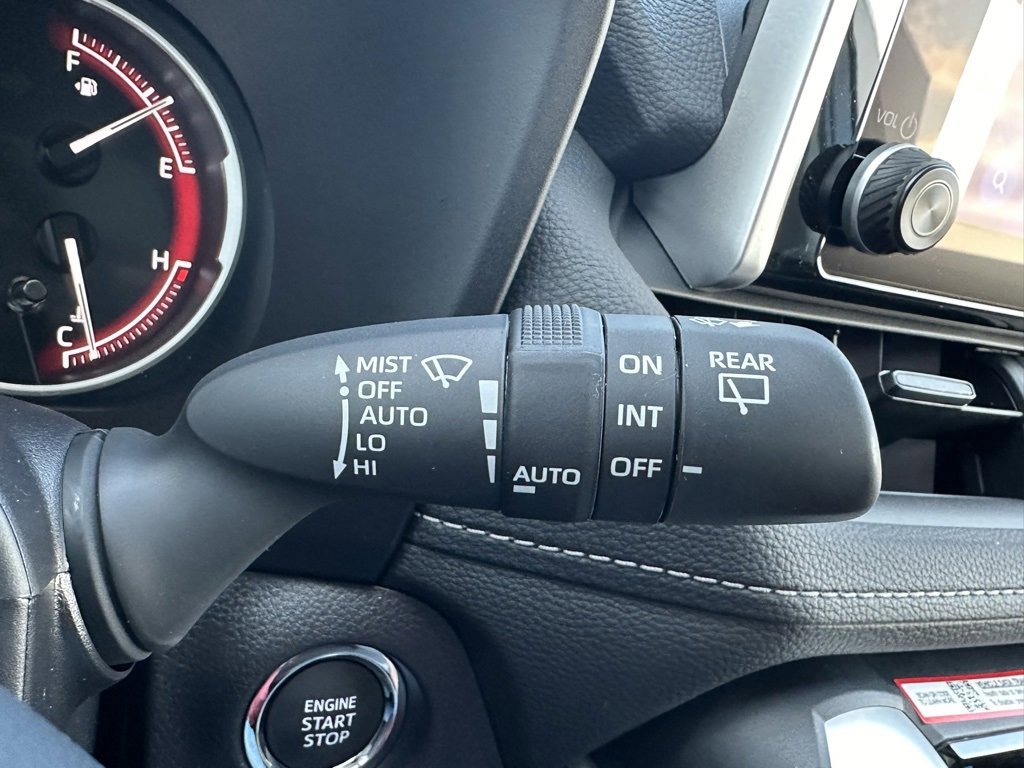 F
E
H
C
VOL
MIST
OFF
AUTO
LO
HI
AUTO
ON
INT
OFF
REAR
ENGINE
START
STOP